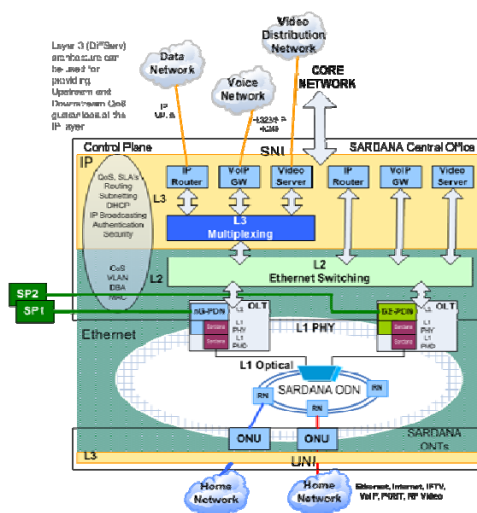 Video
Distribution
Network
Data
Network
Voice
Network
CORE
NETWORK
Layer 3 (DiffServ)
architecture can
be used for
providing
Upstream and
Downstream QoS
guarantees of the
IP layer
IP
Control Plane
SNI
SARDANA Central Office
IP
QoS, SLA's
Routing
Subnetting
DHCP
IP Broadcasting
Authentication
Security
IP
Router
VoIP
GW
Video
Server
IP
Router
VoIP
GW
Video
Server
L3
L3
Multiplexing
CoS
VLAN
DBA
MAC
L2
L2
Ethernet Switching
SP2
SP1
OLT
L1
PHY
L1
OLT
L1
PHY
L1
Sardana
Sardana
Ethernet
L1 PHY
L1 Optical
SARDANA ODN
RN
RN
RN
ONU
ONU
SARDANA
ONTs
L3
UNI
Home
Network
Home
Network
Ethernet, Internet, IPTV,
VoIP, POST, RF Video